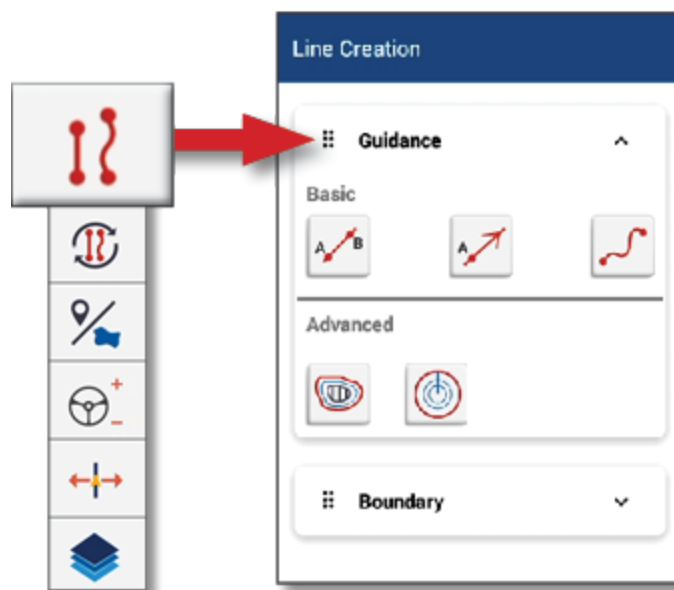 Line Creation
Guidance
Basic
A B
A
Advanced
Boundary